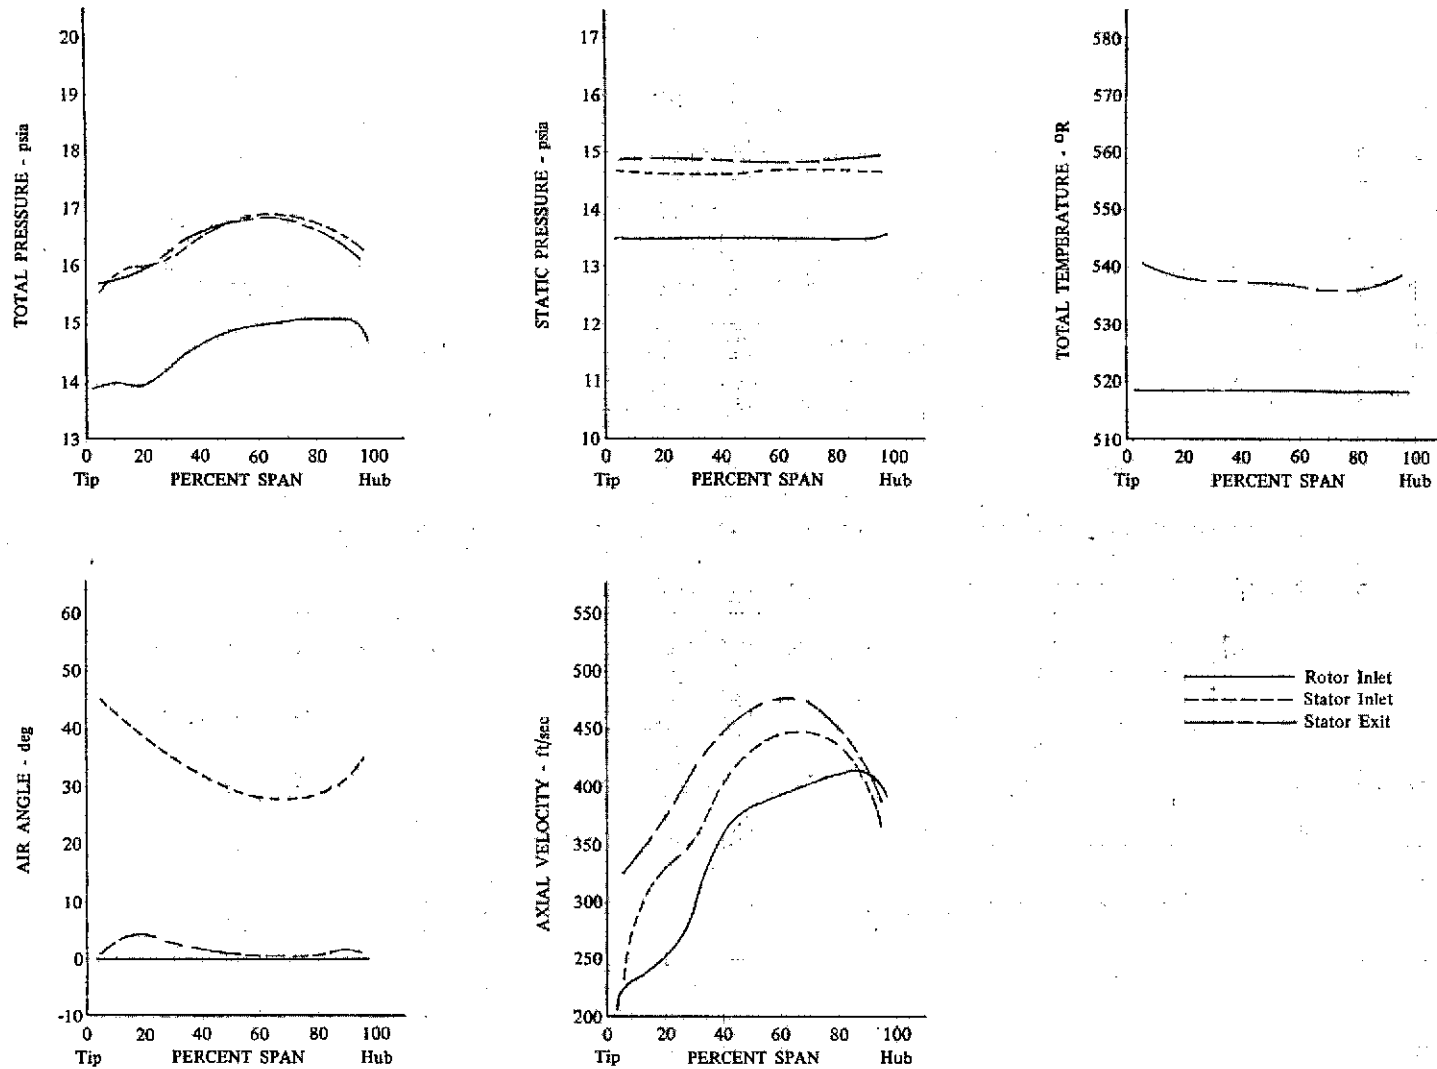 TOTAL PRESSURE - psia
20
19
18
17
16
15
14
13
0 20 40 60 80 100
Tip PERCENT SPAN Hub
STATIC PRESSURE - psia
17
16
15
14
13
12
11
10
0 20 40 60 80 100
Tip PERCENT SPAN Hub
TOTAL TEMPERATURE - °R
580
570
560
550
540
530
520
510
0 20 40 60 80 100
Tip PERCENT SPAN Hub
AIR ANGLE - deg
60
50
40
30
20
10
0
-10
0 20 40 60 80 100
Tip PERCENT SPAN Hub
AXIAL VELOCITY - ft/sec
550
500
450
400
350
300
250
200
0 20 40 60 80 100
Tip PERCENT SPAN Hub
Rotor Inlet
Stator Inlet
Stator Exit